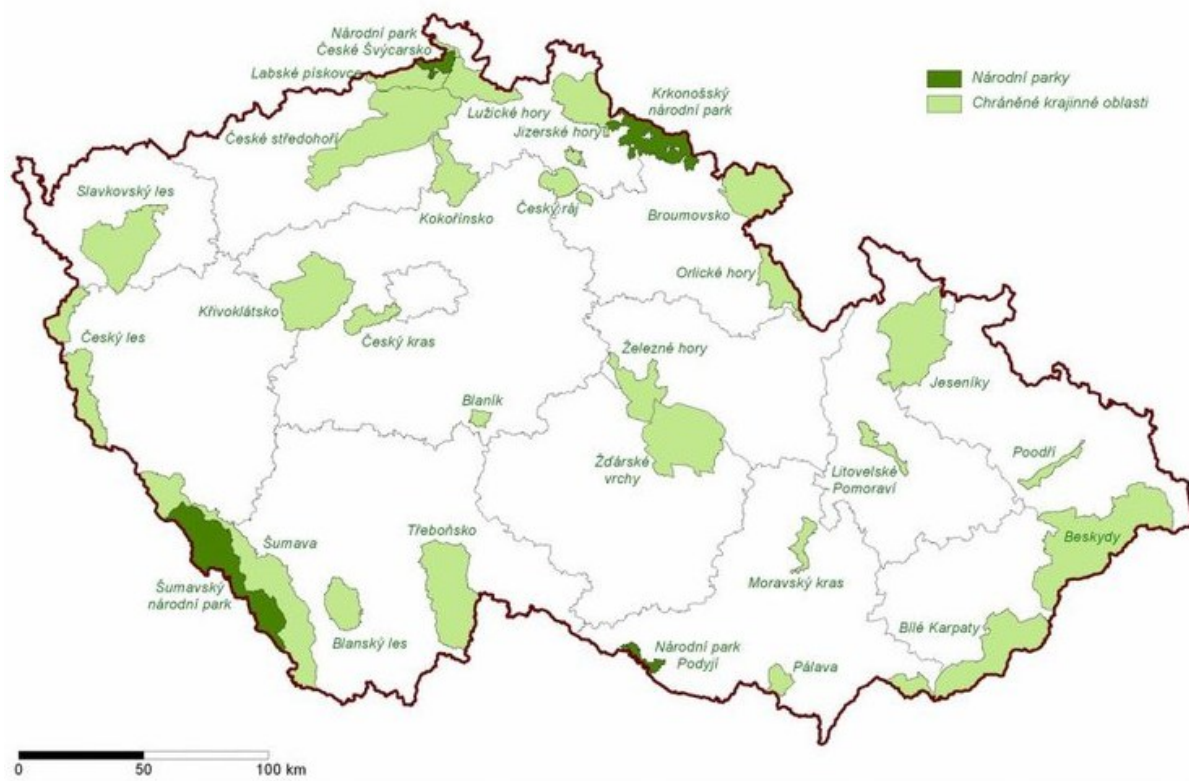 Národní park
České Švýcarsko
Labské pískovce
Národní parky
Chráněné krajinné oblasti
Krkonošský
národní park
Lužické hory
Jizerské hory
České středohoří
Slavkovský les
Kokořínsko
Český ráj
Broumovsko
Orlické hory
Křivoklátsko
Český kras
Český les
Železné hory
Jeseníky
Blaník
Žďárské
vrchy
Litovelské
Pomoraví
Poodří
Třeboňsko
Šumava
Beskydy
Moravský kras
Šumavský
národní park
Blanský les
Bílé Karpaty
Národní park
Podyjí
Pálava
0 50 100 km